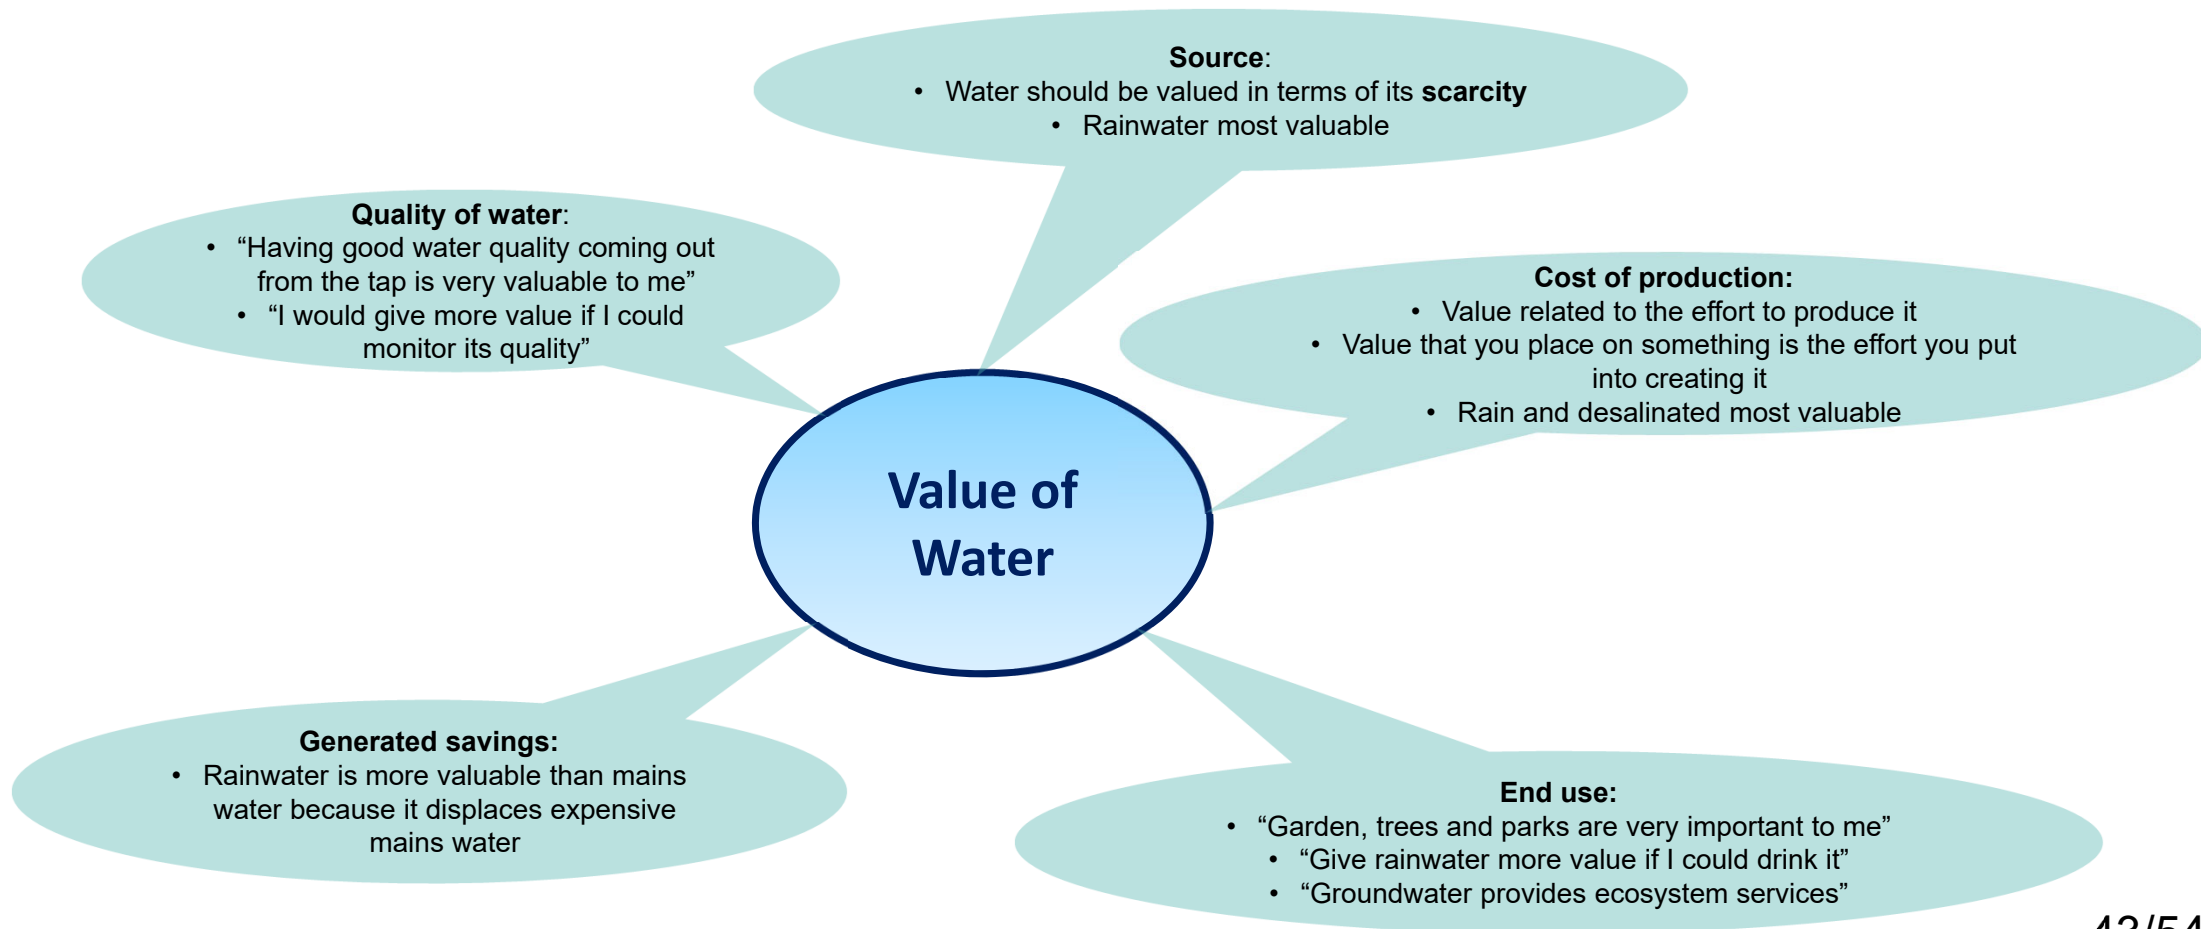 Source:
• Water should be valued in terms of its scarcity
• Rainwater most valuable
Quality of water:
• “Having good water quality coming out
from the tap is very valuable to me”
• “I would give more value if I could
monitor its quality”
Cost of production:
• Value related to the effort to produce it
• Value that you place on something is the effort you put
into creating it
• Rain and desalinated most valuable
Value of
Water
Generated savings:
• Rainwater is more valuable than mains
water because it displaces expensive
mains water
End use:
• “Garden, trees and parks are very important to me”
• “Give rainwater more value if I could drink it”
• “Groundwater provides ecosystem services”
43/54